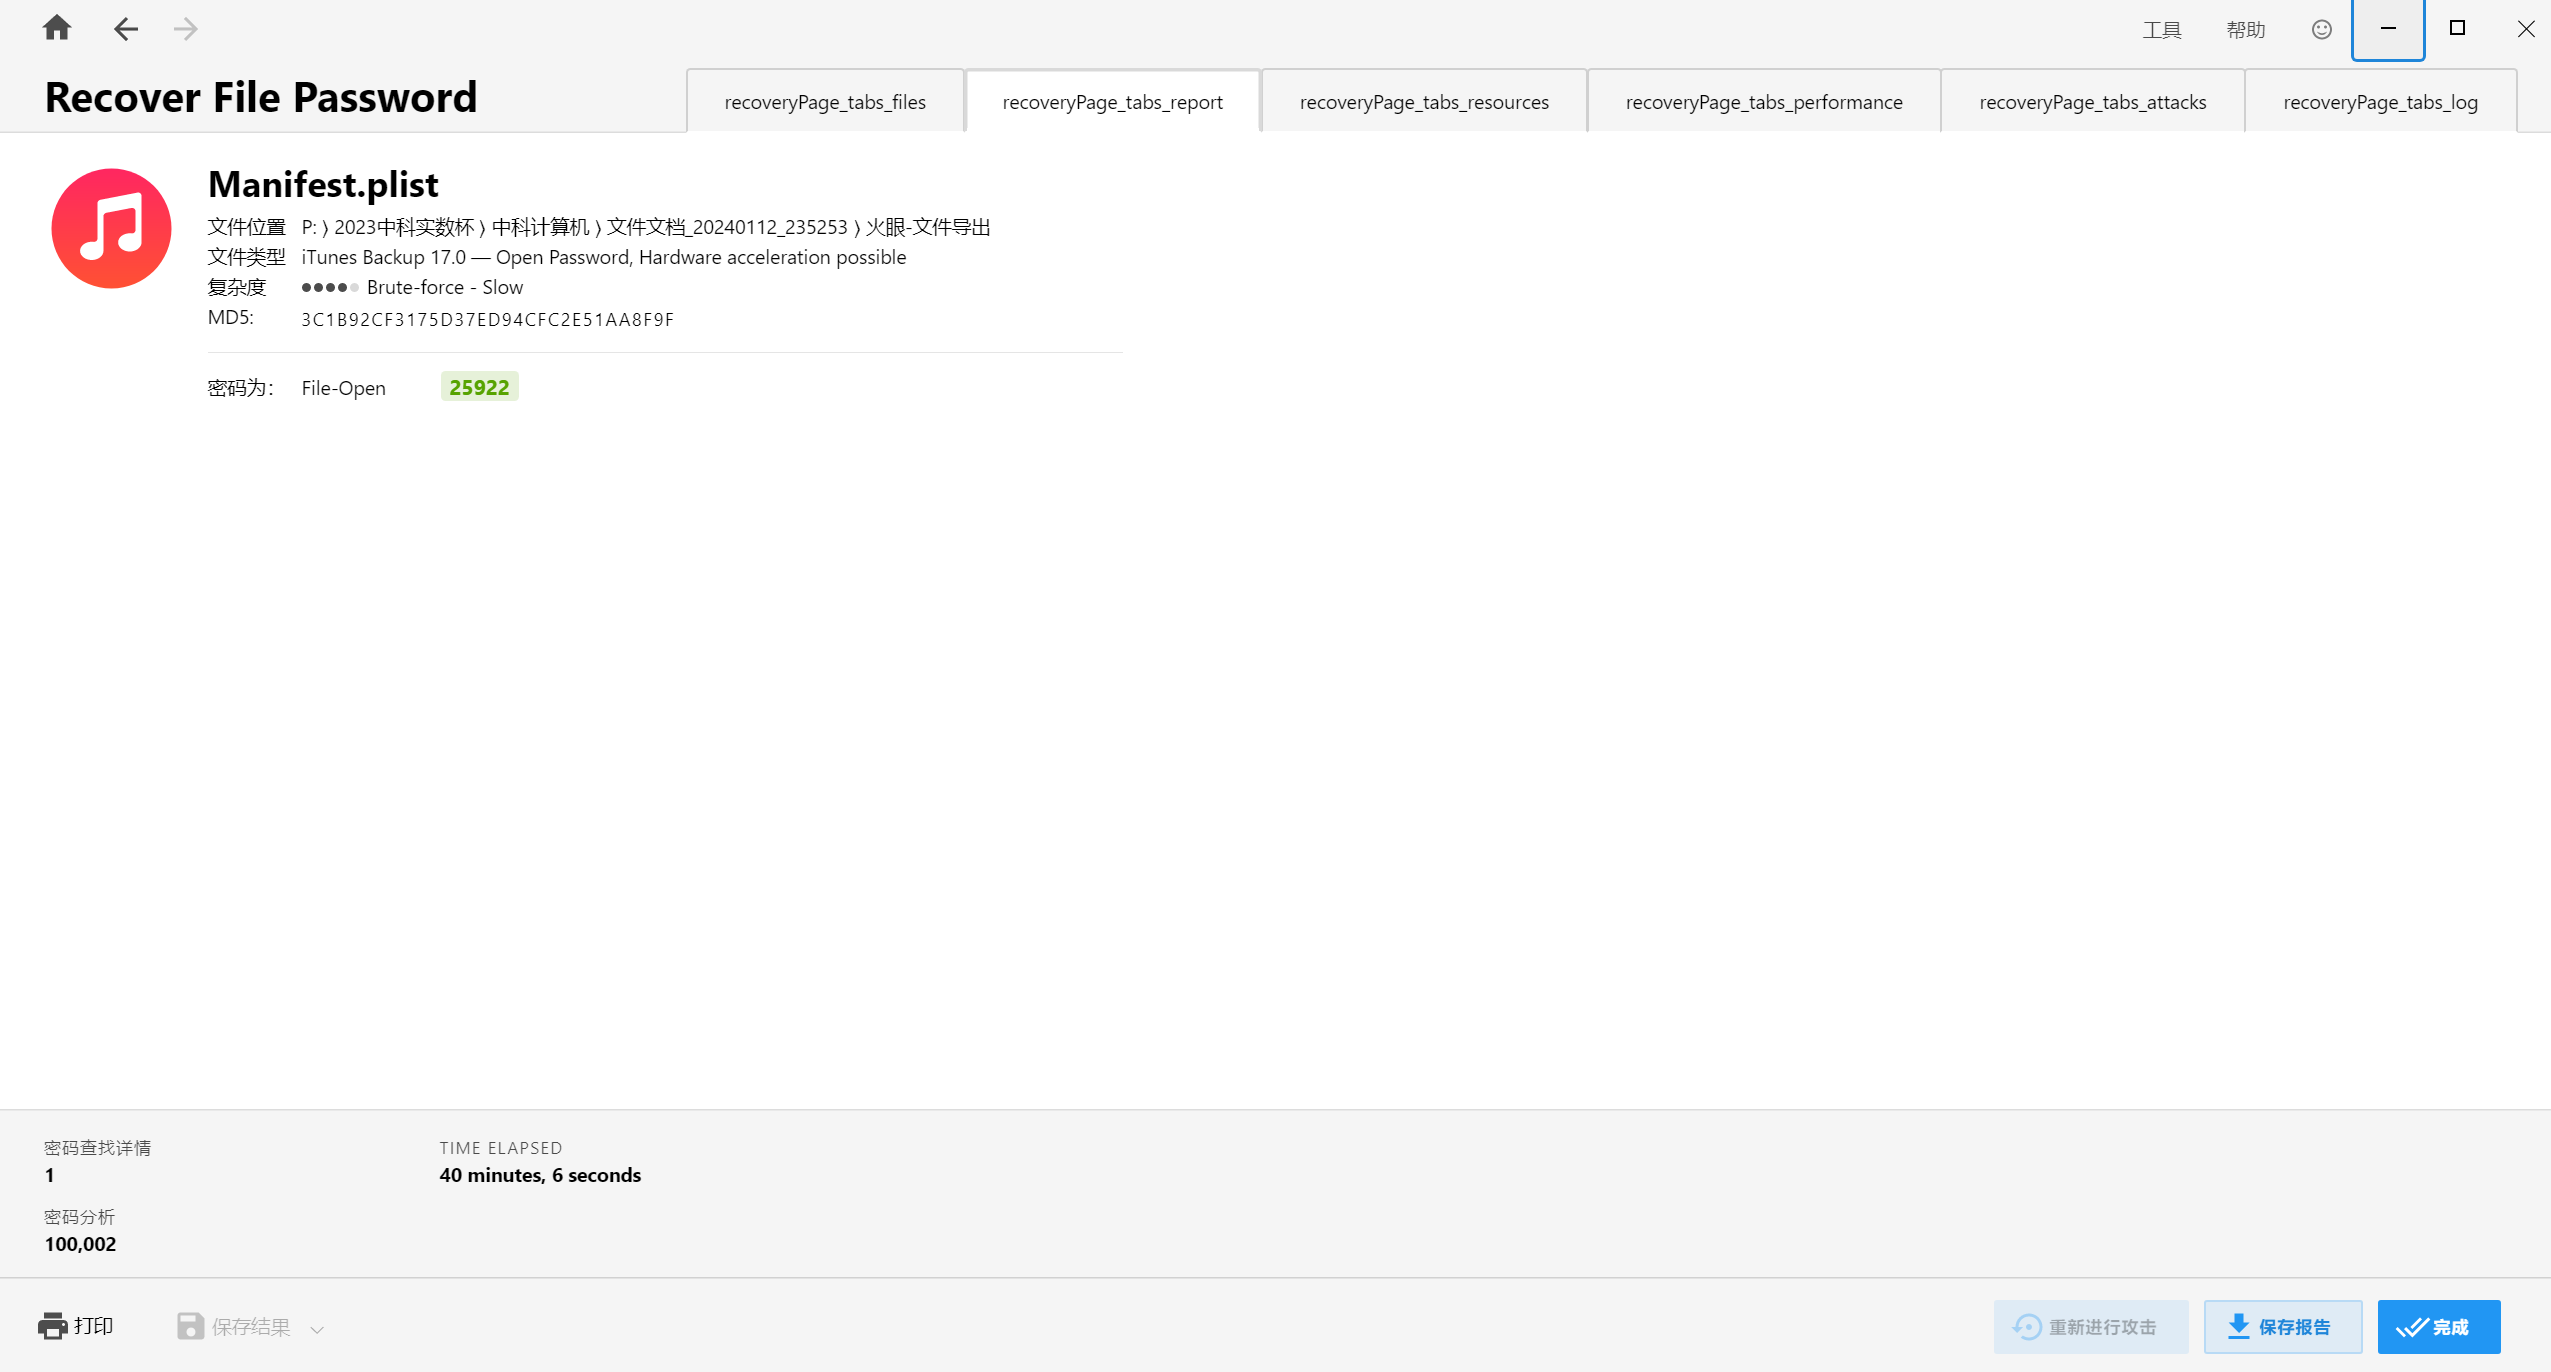 工具 帮助
Recover File Password
recoveryPage_tabs_files recoveryPage_tabs_report recoveryPage_tabs_resources recoveryPage_tabs_performance recoveryPage_tabs_attacks recoveryPage_tabs_log
Manifest.plist
文件位置 P: ⟩ 2023中科实数杯 ⟩ 中科计算机 ⟩ 文件文档_20240112_235253 ⟩ 火眼-文件导出
文件类型 iTunes Backup 17.0 — Open Password, Hardware acceleration possible
复杂度 Brute-force - Slow
MD5: 3C1B92CF3175D37ED94CFC2E51AA8F9F
密码为： File-Open 25922
密码查找详情 TIME ELAPSED
1 40 minutes, 6 seconds
密码分析
100,002
打印 保存结果 重新进行攻击 保存报告 完成